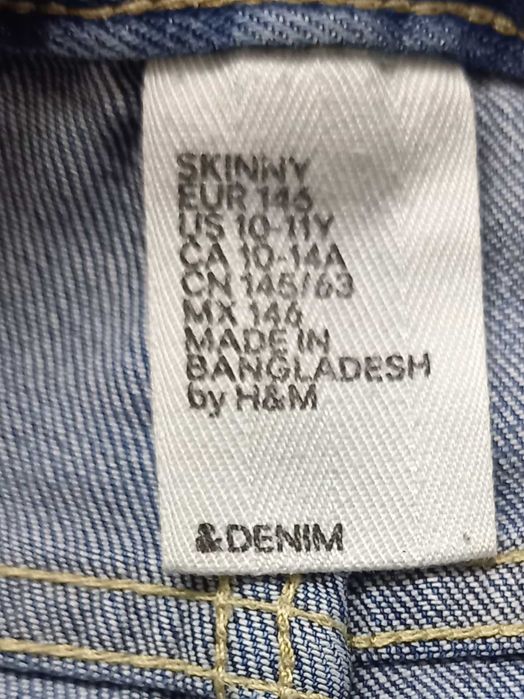 SKINNY
EUR 146
US 10-11Y
CA 10-14A
CN 145/63
MX 146
MADE IN
BANGLADESH
by H&M
&DENIM